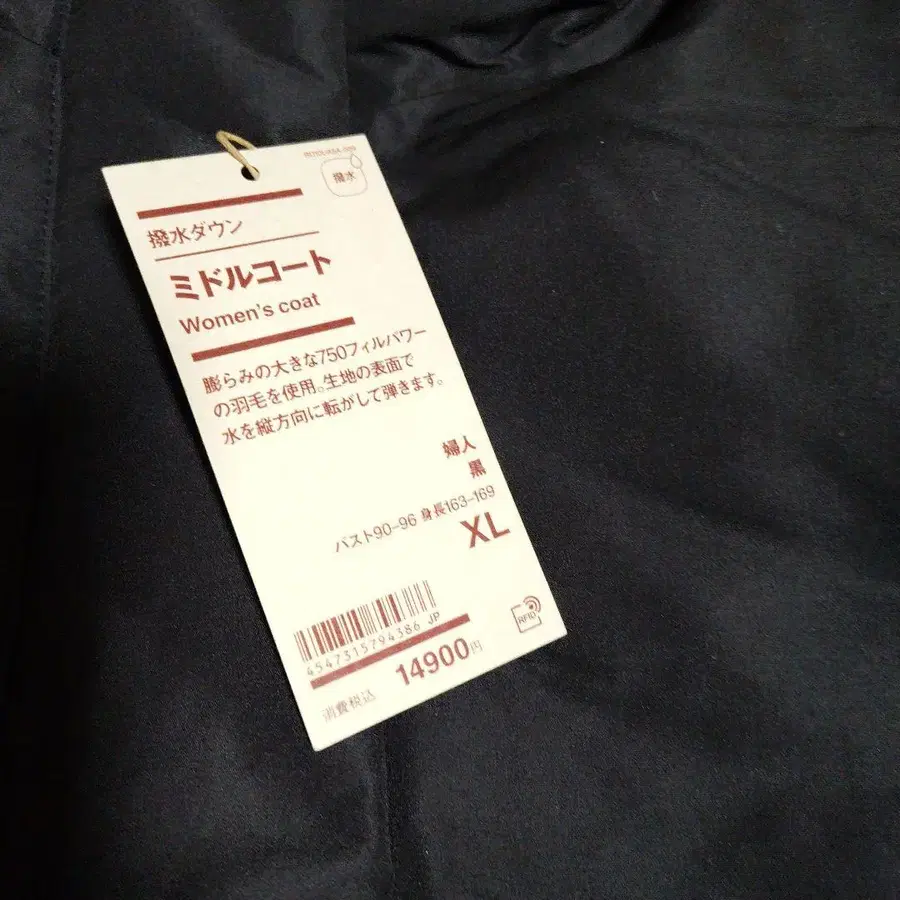 撥水
撥水ダウン
ミドルコート
Women's coat
膨らみの大きな750フィルパワー
の羽毛を使用。生地の表面で
水を縦方向に転がして弾きます。
婦人
黒
バスト90-96 身長163-169
XL
4547315794386 JP
RFID
14900円
消費税込